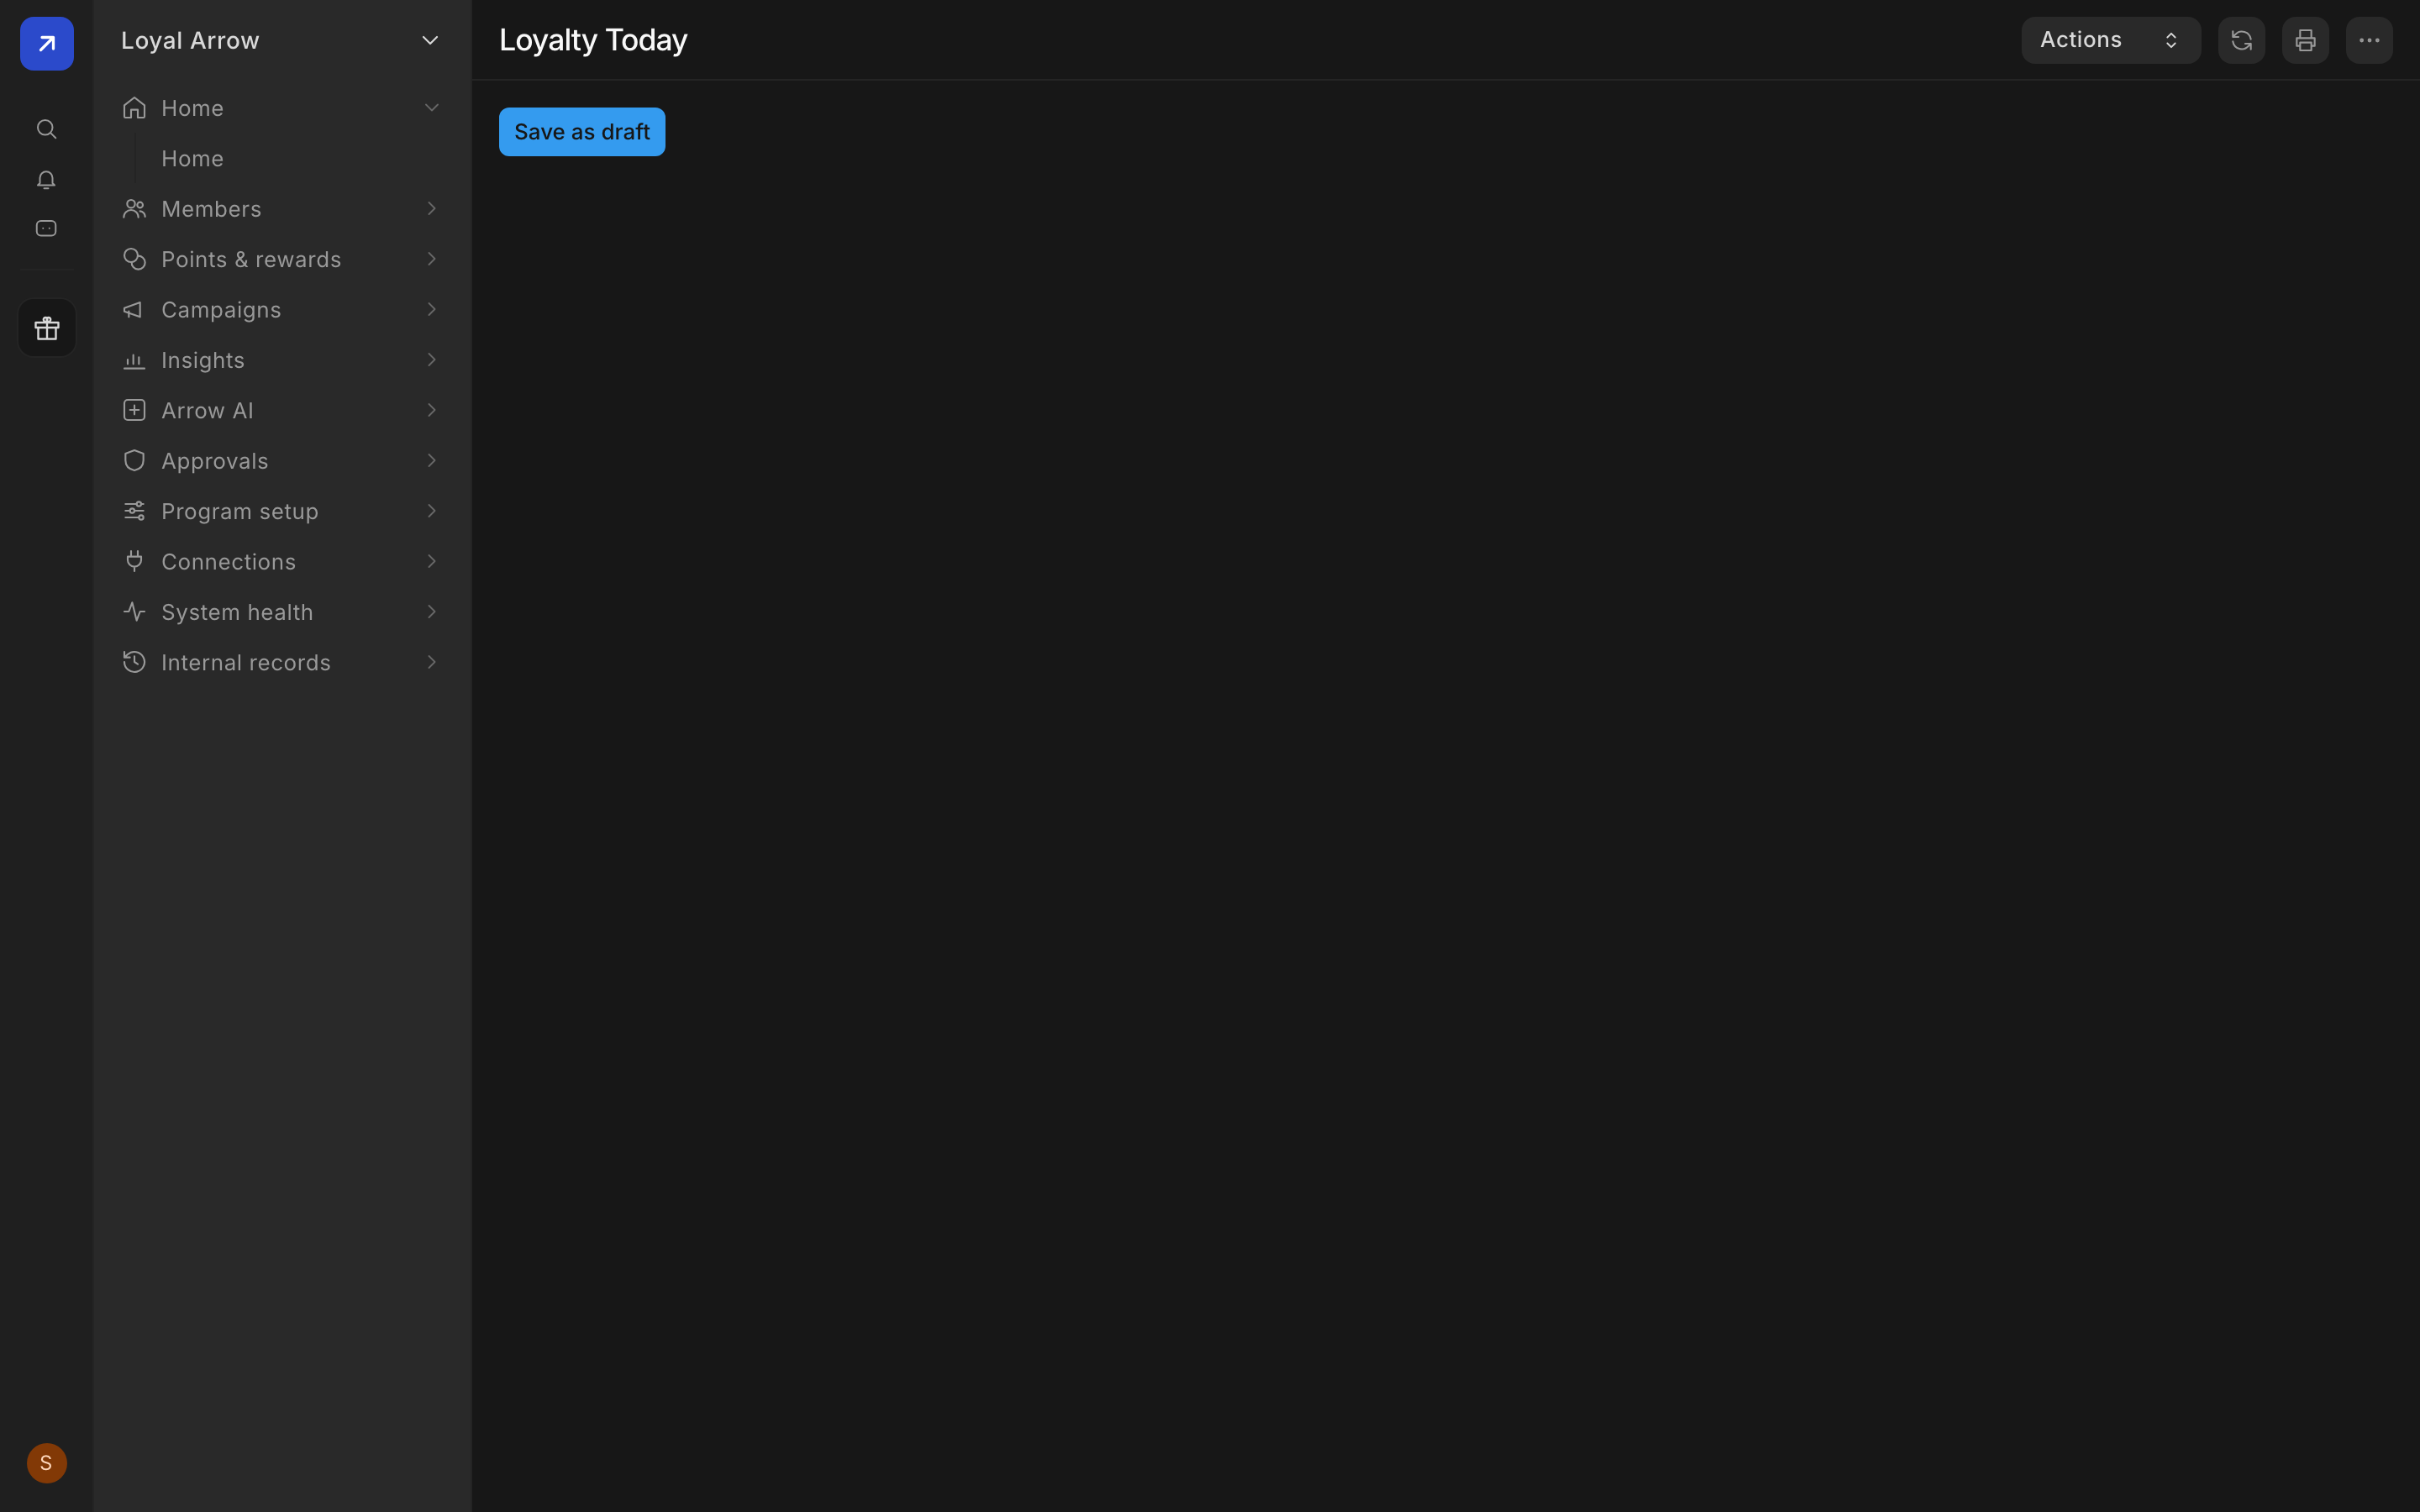 Loyal Arrow
Home
Home
Members
Points & rewards
Campaigns
Insights
Arrow AI
Approvals
Program setup
Connections
System health
Internal records
S
Loyalty Today
Actions
Save as draft